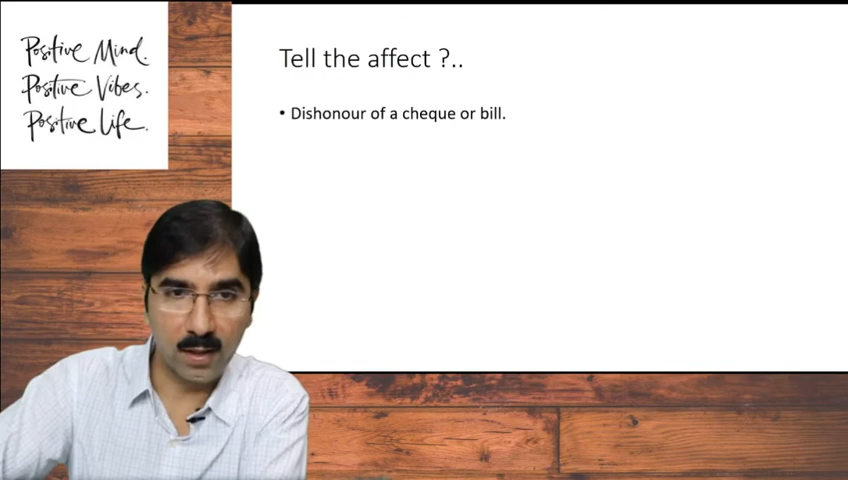 Positive Mind.
Positive Vibes.
Positive Life.
Tell the affect ?..
• Dishonour of a cheque or bill.